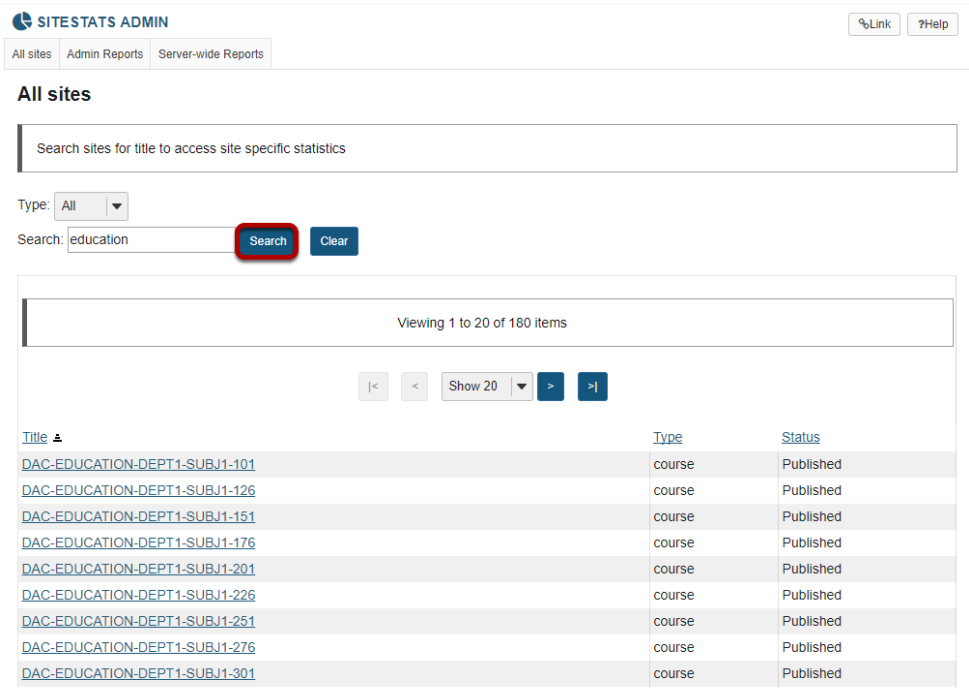 SITESTATS ADMIN
Link ?Help
All sites Admin Reports Server-wide Reports
All sites
Search sites for title to access site specific statistics
Type: All
Search: education Search Clear
Viewing 1 to 20 of 180 items
|< < Show 20 > >|
Title Type Status
DAC-EDUCATION-DEPT1-SUBJ1-101 course Published
DAC-EDUCATION-DEPT1-SUBJ1-126 course Published
DAC-EDUCATION-DEPT1-SUBJ1-151 course Published
DAC-EDUCATION-DEPT1-SUBJ1-176 course Published
DAC-EDUCATION-DEPT1-SUBJ1-201 course Published
DAC-EDUCATION-DEPT1-SUBJ1-226 course Published
DAC-EDUCATION-DEPT1-SUBJ1-251 course Published
DAC-EDUCATION-DEPT1-SUBJ1-276 course Published
DAC-EDUCATION-DEPT1-SUBJ1-301 course Published